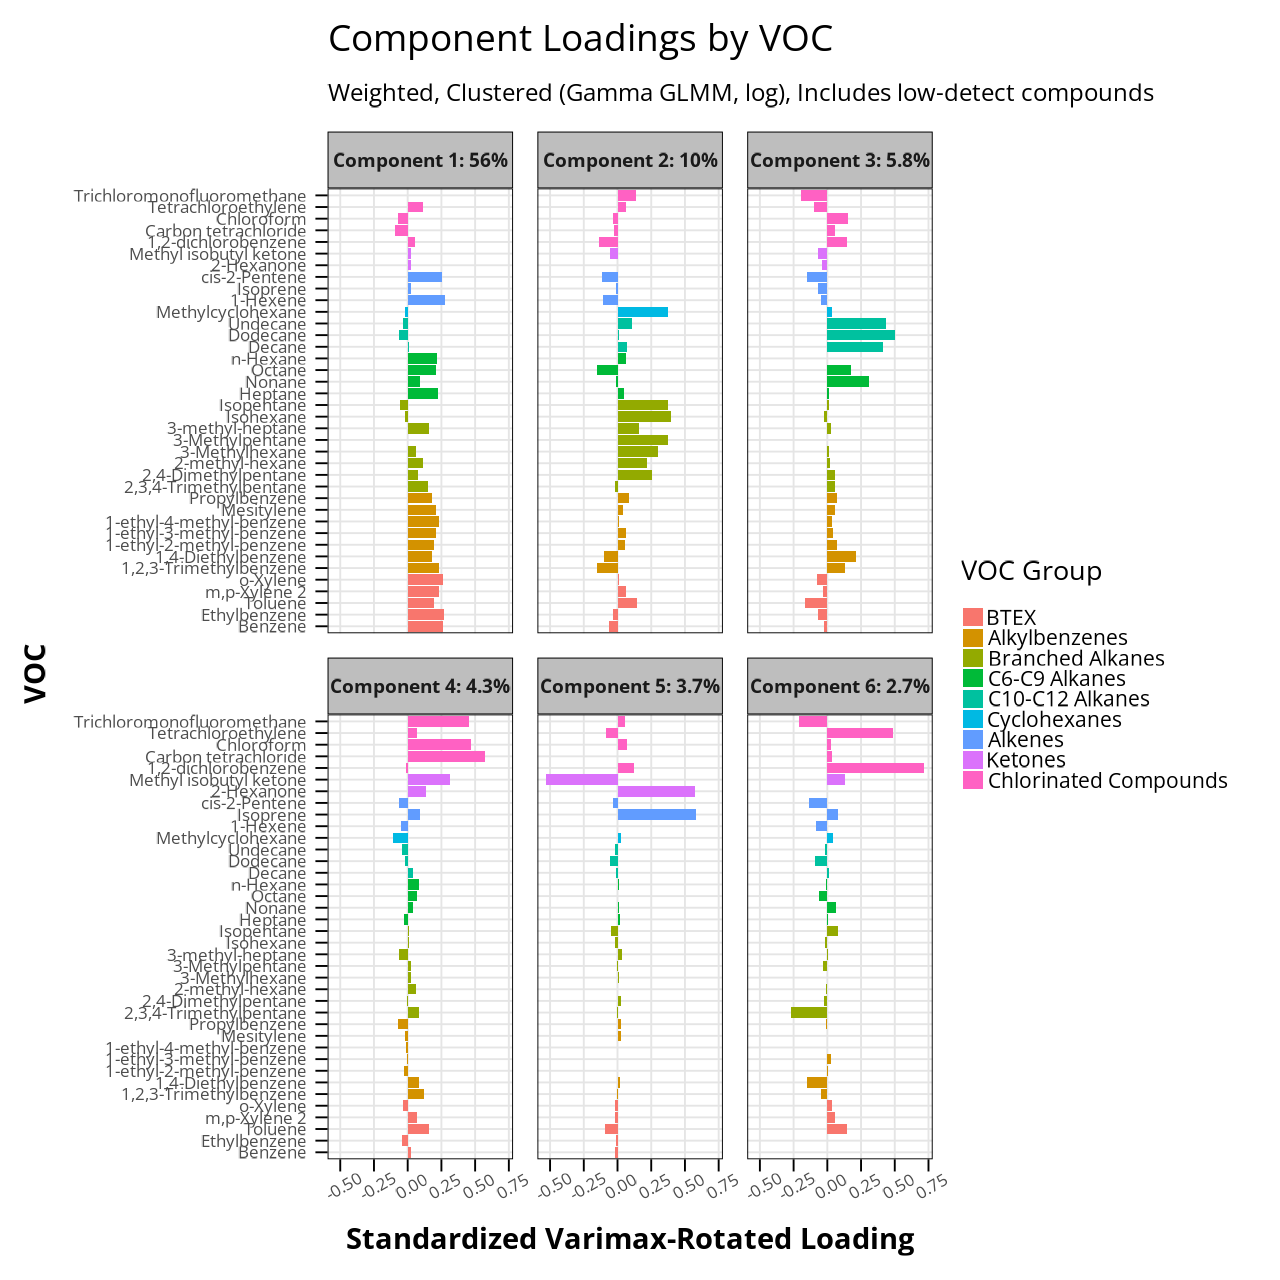 Component Loadings by VOC
Weighted, Clustered (Gamma GLMM, log), Includes low-detect compounds
Component 1: 56%
Component 2: 10%
Component 3: 5.8%
Trichloromonofluoromethane
Tetrachloroethylene
Chloroform
Carbon tetrachloride
1,2-dichlorobenzene
Methyl isobutyl ketone
2-Hexanone
cis-2-Pentene
Isoprene
1-Hexene
Methylcyclohexane
Undecane
Dodecane
Decane
n-Hexane
Octane
Nonane
Heptane
Isopentane
Isohexane
3-methyl-heptane
3-Methylpentane
3-Methylhexane
2-methyl-hexane
2,4-Dimethylpentane
2,3,4-Trimethylpentane
Propylbenzene
Mesitylene
1-ethyl-4-methyl-benzene
1-ethyl-3-methyl-benzene
1-ethyl-2-methyl-benzene
1,4-Diethylbenzene
1,2,3-Trimethylbenzene
o-Xylene
m,p-Xylene 2
Toluene
Ethylbenzene
Benzene
VOC
Component 4: 4.3%
Component 5: 3.7%
Component 6: 2.7%
Trichloromonofluoromethane
Tetrachloroethylene
Chloroform
Carbon tetrachloride
1,2-dichlorobenzene
Methyl isobutyl ketone
2-Hexanone
cis-2-Pentene
Isoprene
1-Hexene
Methylcyclohexane
Undecane
Dodecane
Decane
n-Hexane
Octane
Nonane
Heptane
Isopentane
Isohexane
3-methyl-heptane
3-Methylpentane
3-Methylhexane
2-methyl-hexane
2,4-Dimethylpentane
2,3,4-Trimethylpentane
Propylbenzene
Mesitylene
1-ethyl-4-methyl-benzene
1-ethyl-3-methyl-benzene
1-ethyl-2-methyl-benzene
1,4-Diethylbenzene
1,2,3-Trimethylbenzene
o-Xylene
m,p-Xylene 2
Toluene
Ethylbenzene
Benzene
-0.50 -0.25 0.00 0.25 0.50 0.75
-0.50 -0.25 0.00 0.25 0.50 0.75
-0.50 -0.25 0.00 0.25 0.50 0.75
Standardized Varimax-Rotated Loading
VOC Group
BTEX
Alkylbenzenes
Branched Alkanes
C6-C9 Alkanes
C10-C12 Alkanes
Cyclohexanes
Alkenes
Ketones
Chlorinated Compounds